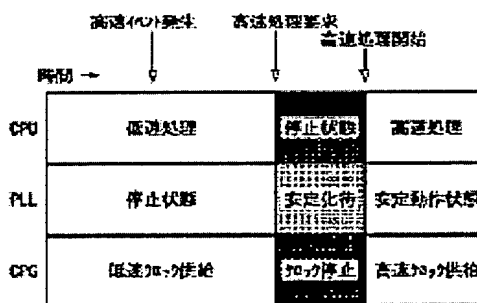 高速イベント発生 高速処理要求
高速処理開始
時間 →
CPU 低速処理 停止状態 高速処理
PLL 停止状態 安定化待 安定動作状態
CPG 低速クロック供給 クロック停止 高速クロック供給